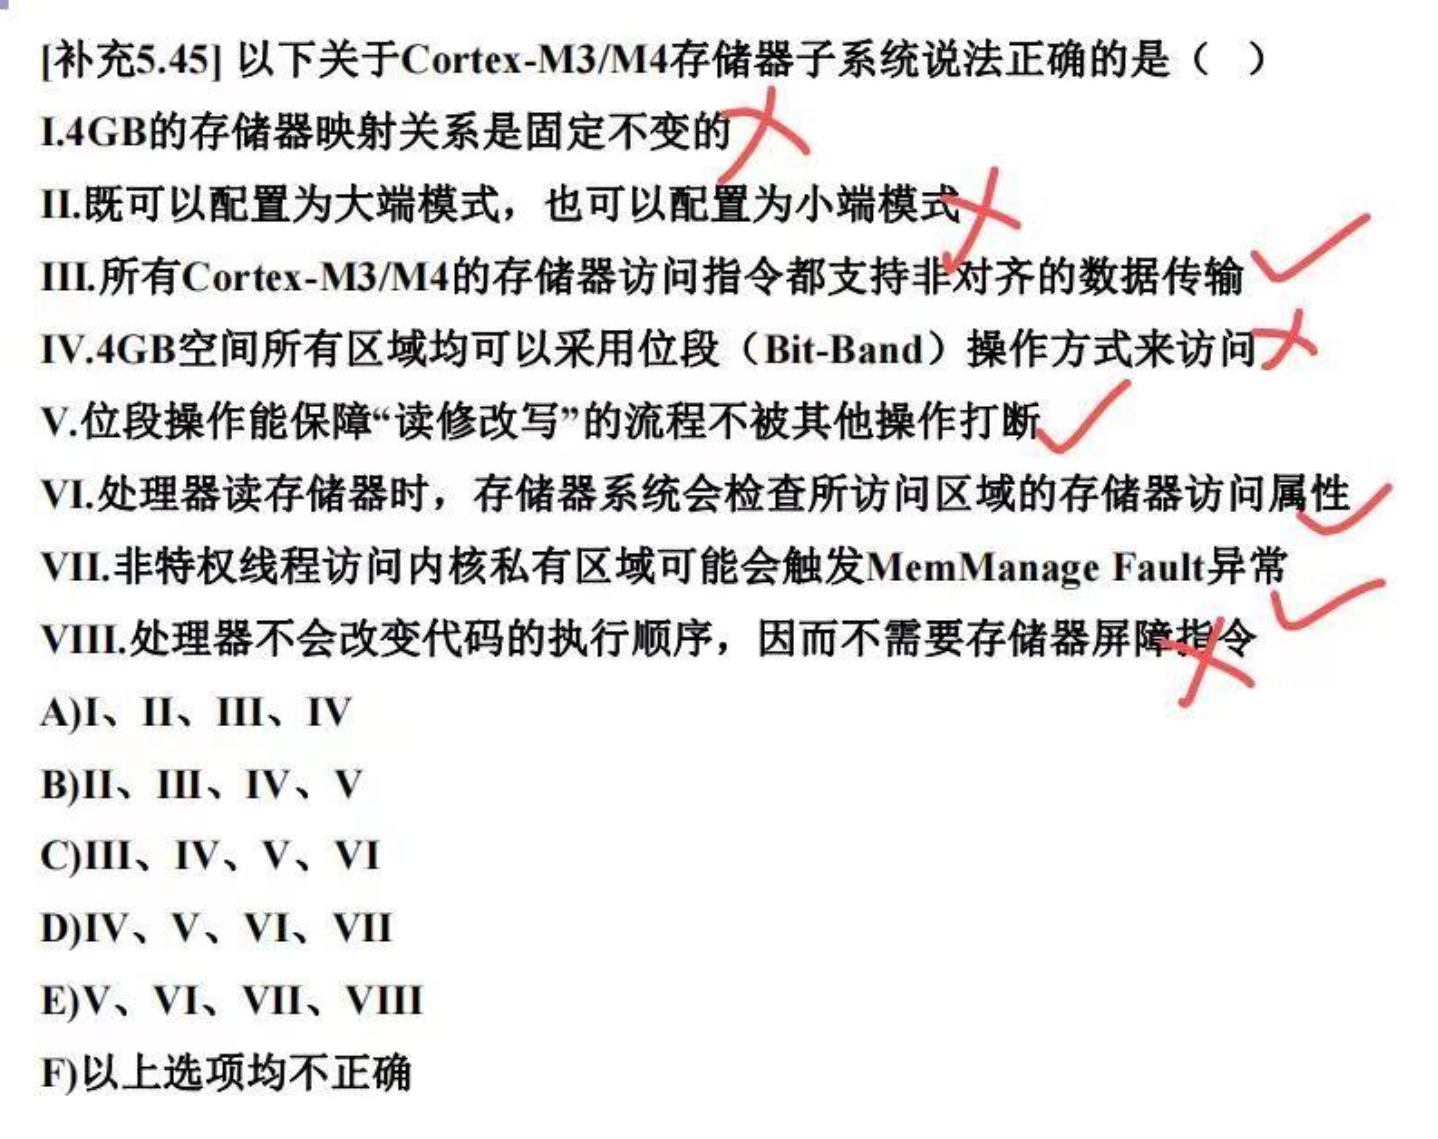 [补充5.45] 以下关于Cortex-M3/M4存储器子系统说法正确的是（ ）
I.4GB的存储器映射关系是固定不变的
II.既可以配置为大端模式，也可以配置为小端模式
III.所有Cortex-M3/M4的存储器访问指令都支持非对齐的数据传输
IV.4GB空间所有区域均可以采用位段（Bit-Band）操作方式来访问
V.位段操作能保障“读修改写”的流程不被其他操作打断
VI.处理器读存储器时，存储器系统会检查所访问区域的存储器访问属性
VII.非特权线程访问内核私有区域可能会触发MemManage Fault异常
VIII.处理器不会改变代码的执行顺序，因而不需要存储器屏障指令
A)I、II、III、IV
B)II、III、IV、V
C)III、IV、V、VI
D)IV、V、VI、VII
E)V、VI、VII、VIII
F)以上选项均不正确